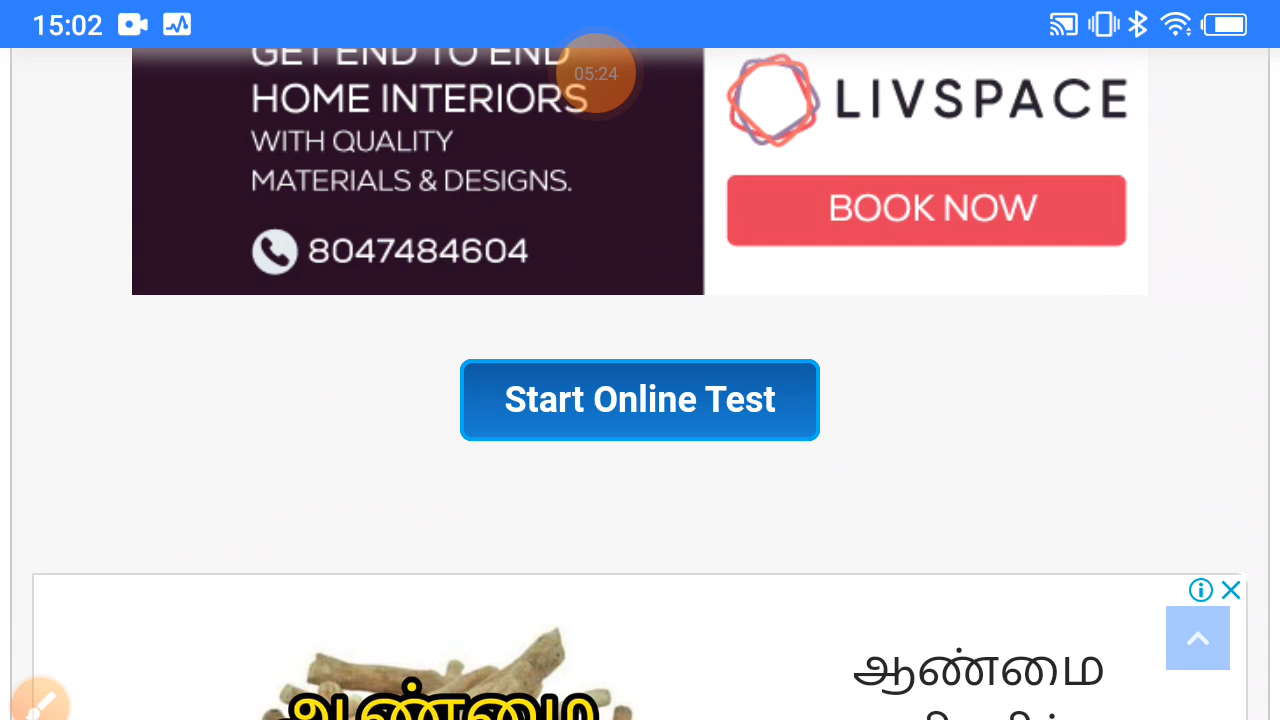 15:02
GET END TO END
05:24
HOME INTERIORS
WITH QUALITY
MATERIALS & DESIGNS.
8047484604
LIVSPACE
BOOK NOW
Start Online Test
ஆண்மை
ஆண்மை